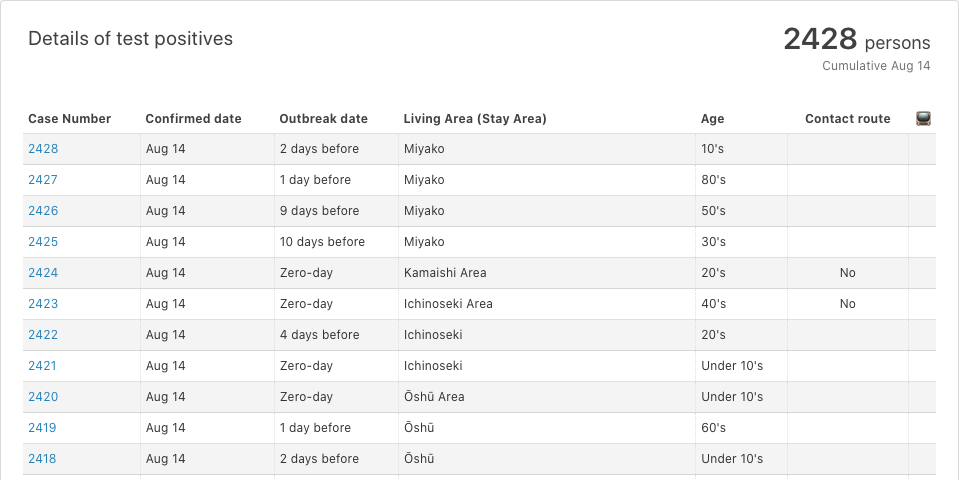 Details of test positives
2428 persons
Cumulative Aug 14
Case Number Confirmed date Outbreak date Living Area (Stay Area) Age Contact route
2428 Aug 14 2 days before Miyako 10's
2427 Aug 14 1 day before Miyako 80's
2426 Aug 14 9 days before Miyako 50's
2425 Aug 14 10 days before Miyako 30's
2424 Aug 14 Zero-day Kamaishi Area 20's No
2423 Aug 14 Zero-day Ichinoseki Area 40's No
2422 Aug 14 4 days before Ichinoseki 20's
2421 Aug 14 Zero-day Ichinoseki Under 10's
2420 Aug 14 Zero-day Ōshū Area Under 10's
2419 Aug 14 1 day before Ōshū 60's
2418 Aug 14 2 days before Ōshū Under 10's